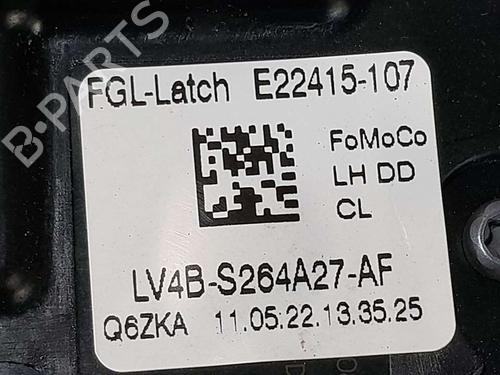 B-PARTS
FGL-Latch E22415-107
FoMoCo
LH DD
CL
LV4B-S264A27-AF
Q6ZKA 11.05.22.13.35.25